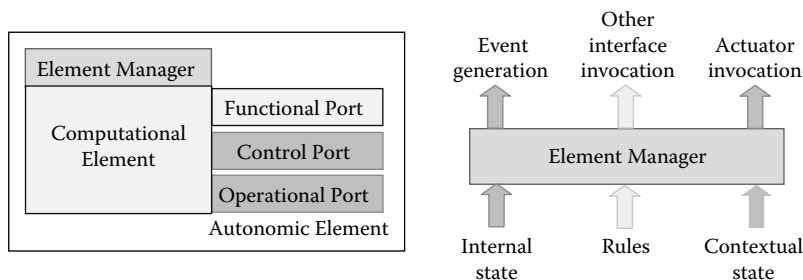 Element Manager
Computational
Element
Functional Port
Control Port
Operational Port
Autonomic Element
Event
generation
Other
interface
invocation
Actuator
invocation
Element Manager
Internal
state
Rules
Contextual
state